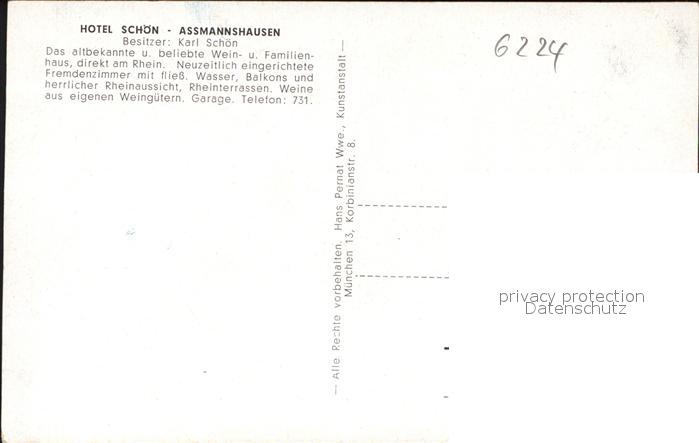 HOTEL SCHÖN - ASSMANNSHAUSEN
Besitzer: Karl Schön
Das altbekannte u. beliebte Wein- u. Familien-
haus, direkt am Rhein. Neuzeitlich eingerichtete
Fremdenzimmer mit fließ. Wasser, Balkons und
herrlicher Rheinaussicht, Rheinterrassen. Weine
aus eigenen Weingütern. Garage. Telefon: 731.
— Alle Rechte vorbehalten. Hans Pernat Wwe., Kunstanstalt —
München 13, Korbinianstr. 8.
6224
privacy protection
Datenschutz